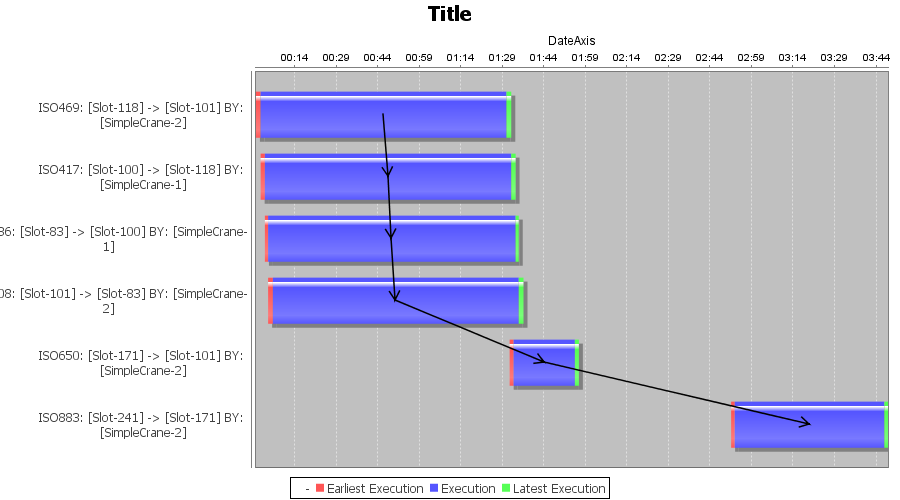 Title
DateAxis
00:14 00:29 00:44 00:59 01:14 01:29 01:44 01:59 02:14 02:29 02:44 02:59 03:14 03:29 03:44
ISO469: [Slot-118] -> [Slot-101] BY:
[SimpleCrane-2]
ISO417: [Slot-100] -> [Slot-118] BY:
[SimpleCrane-1]
36: [Slot-83] -> [Slot-100] BY: [SimpleCrane-
1]
08: [Slot-101] -> [Slot-83] BY: [SimpleCrane-
2]
ISO650: [Slot-171] -> [Slot-101] BY:
[SimpleCrane-2]
ISO883: [Slot-241] -> [Slot-171] BY:
[SimpleCrane-2]
- Earliest Execution Execution Latest Execution